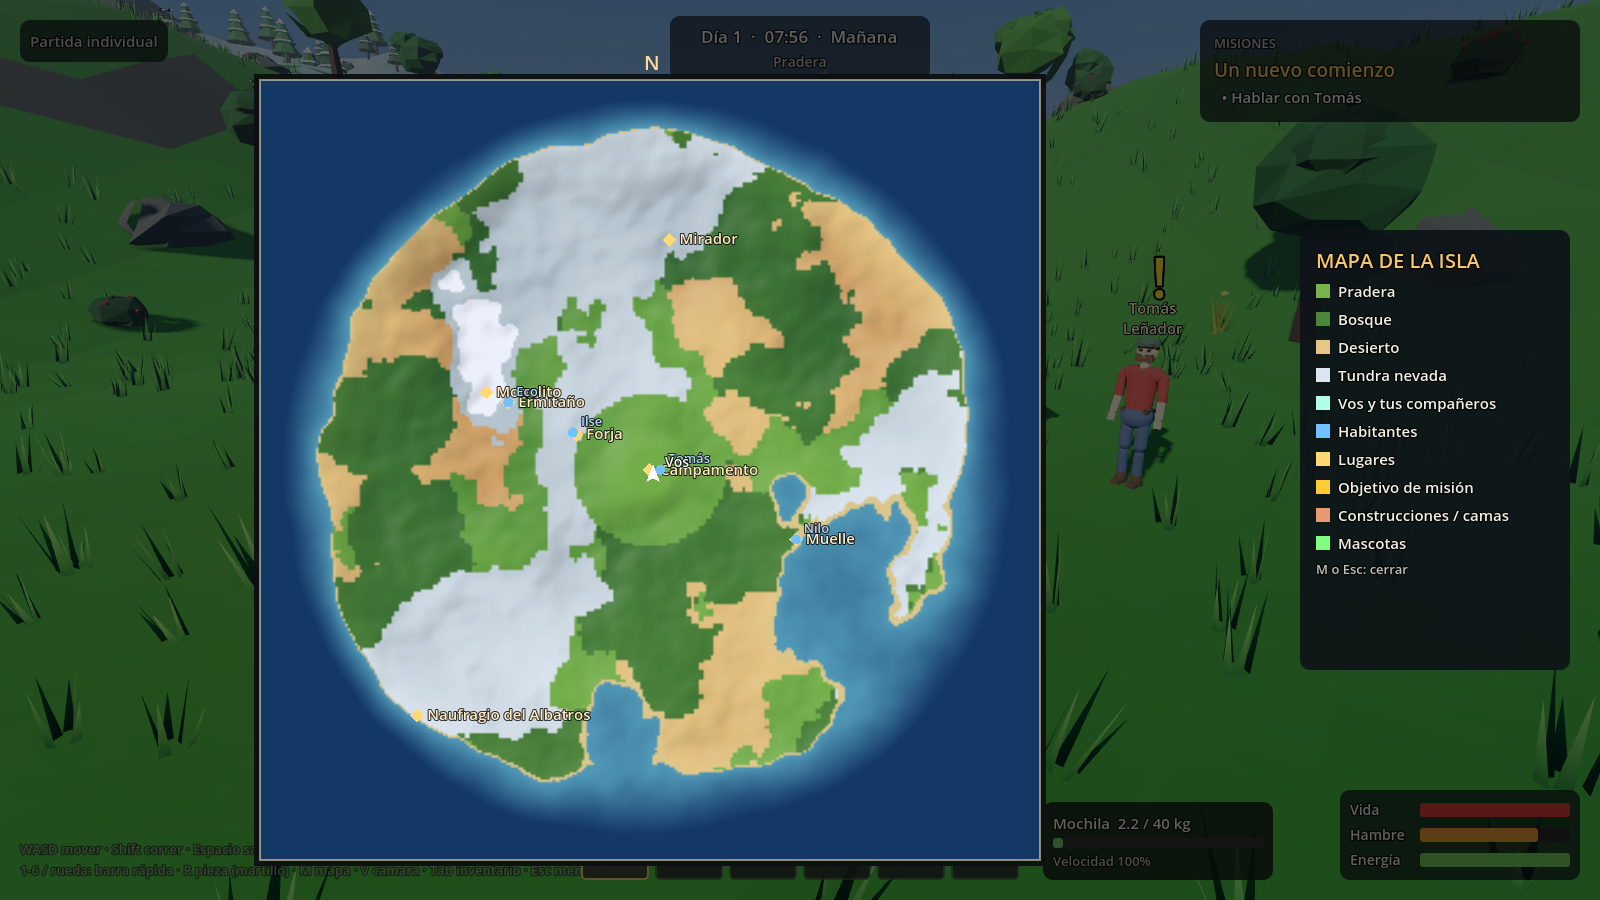 Partida individual
Día 1 · 07:56 · Mañana
Pradera
MISIONES
Un nuevo comienzo
• Hablar con Tomás
N
Mirador
Ecolito
Ermitaño
Ilse
Forja
Tomás
Vos
Campamento
Nilo
Muelle
Naufragio del Albatros
Tomás
Leñador
MAPA DE LA ISLA
Pradera
Bosque
Desierto
Tundra nevada
Vos y tus compañeros
Habitantes
Lugares
Objetivo de misión
Construcciones / camas
Mascotas
M o Esc: cerrar
Mochila 2.2 / 40 kg
Velocidad 100%
Vida
Hambre
Energía
WASD mover · Shift correr · Espacio
1-6 / rueda: barra rápida · R pieza (martillo) · M mapa · V cámara · Tab inventario · Esc